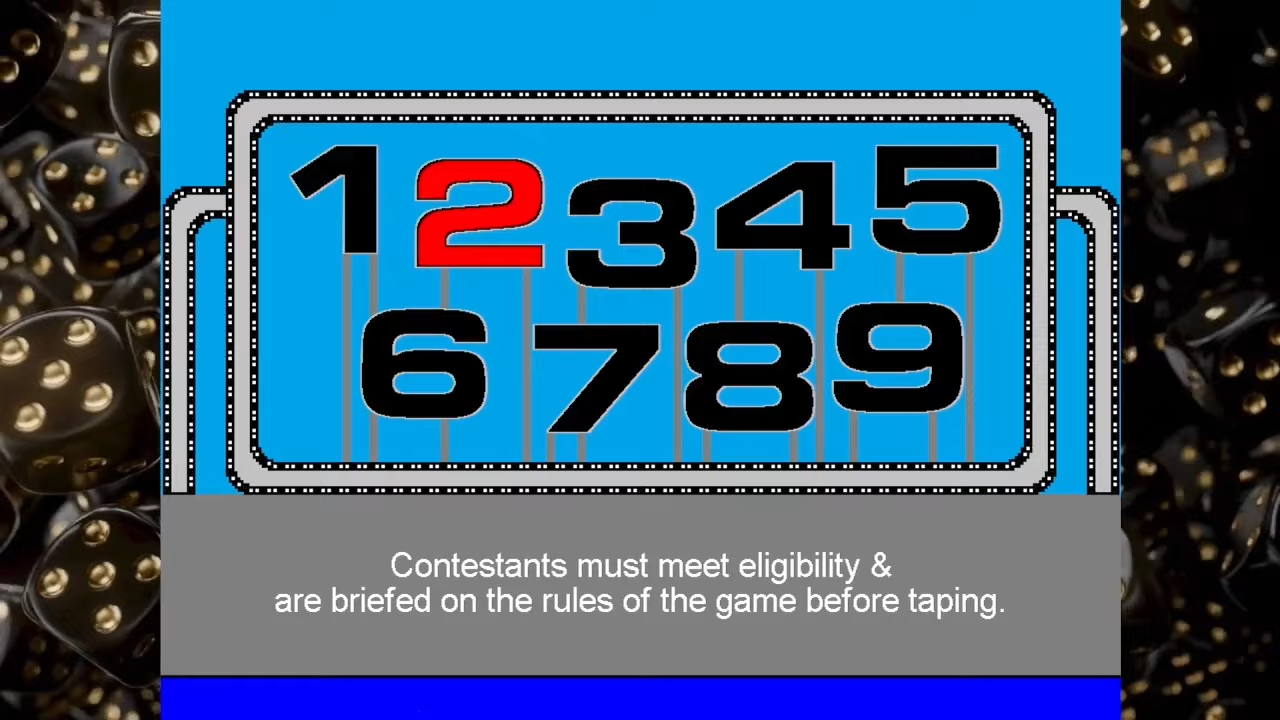 1 2 3 4 5
6 7 8 9
Contestants must meet eligibility &
are briefed on the rules of the game before taping.